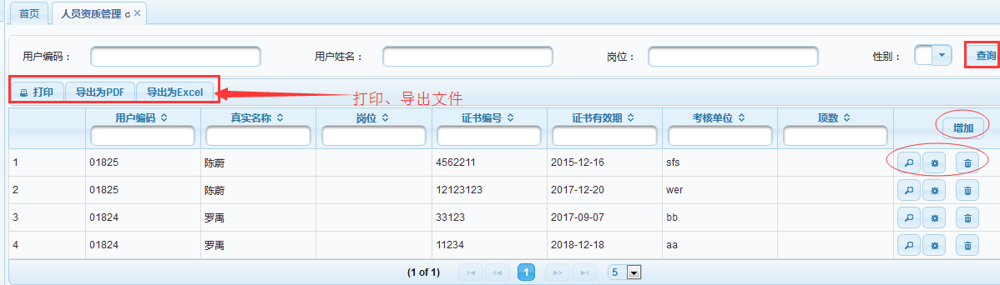 首页 人员资质管理
用户编码： 用户姓名： 岗位： 性别： 查询
打印 导出为PDF 导出为Excel
打印、导出文件
用户编码 真实名称 岗位 证书编号 证书有效期 考核单位 项数 增加
1 01825 陈蔚 4562211 2015-12-16 sfs
2 01825 陈蔚 12123123 2017-12-20 wer
3 01824 罗禹 33123 2017-09-07 bb
4 01824 罗禹 11234 2018-12-18 aa
(1 of 1) 1 5